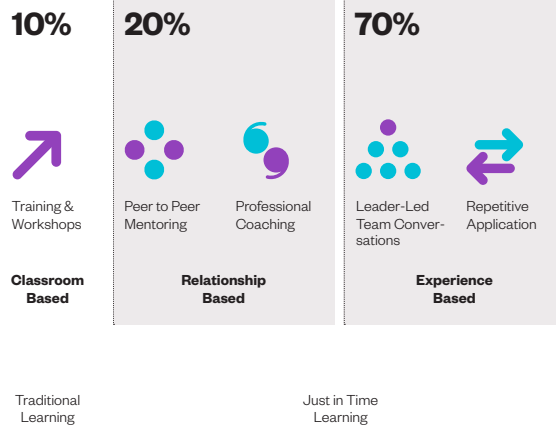 10%
20%
70%
Training &
Workshops
Peer to Peer
Mentoring
Professional
Coaching
Leader-Led
Team Conver-
sations
Repetitive
Application
Classroom
Based
Relationship
Based
Experience
Based
Traditional
Learning
Just in Time
Learning